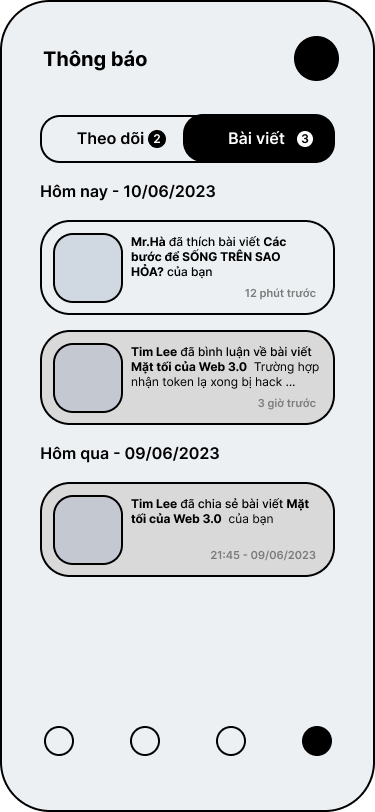 Thông báo
Theo dõi 2
Bài viết 3
Hôm nay - 10/06/2023
Mr.Hà đã thích bài viết Các
bước để SỐNG TRÊN SAO
HỎA? của bạn
12 phút trước
Tim Lee đã bình luận về bài viết
Mặt tối của Web 3.0 Trường hợp
nhận token lạ xong bị hack ...
3 giờ trước
Hôm qua - 09/06/2023
Tim Lee đã chia sẻ bài viết Mặt
tối của Web 3.0 của bạn
21:45 - 09/06/2023